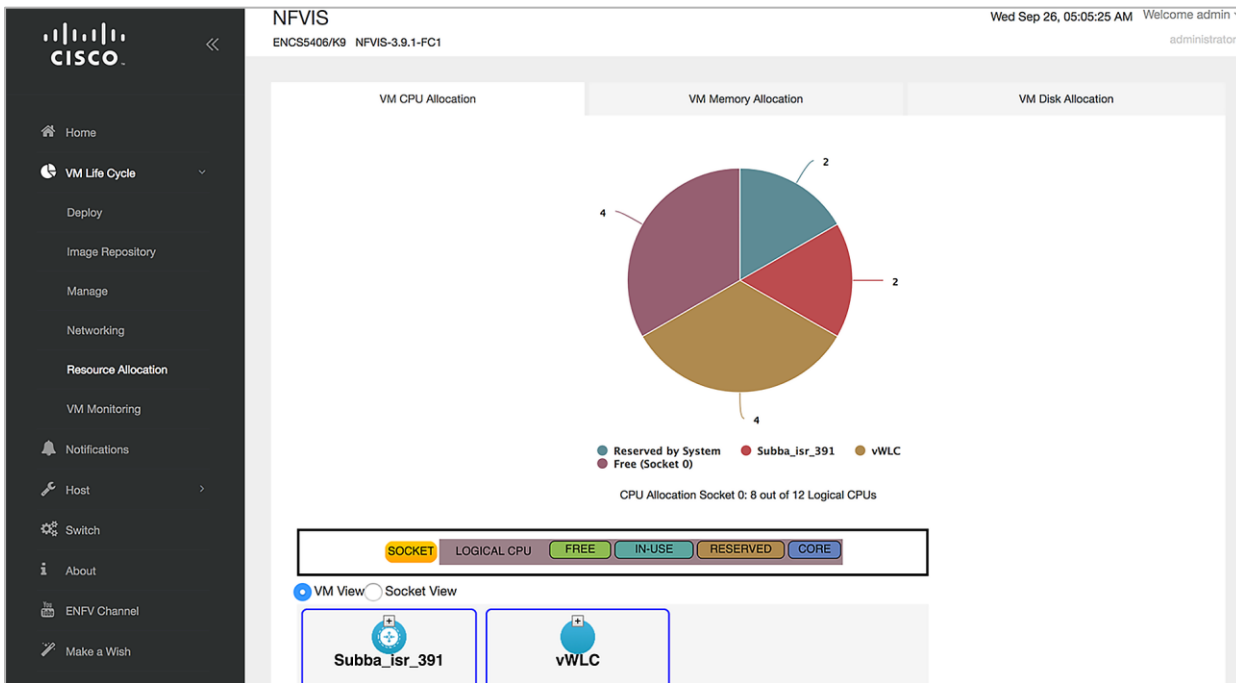 CISCO
NFVIS
Wed Sep 26, 05:05:25 AM Welcome admin
ENCS5406/K9 NFVIS-3.9.1-FC1
administrator
Home
VM Life Cycle
Deploy
Image Repository
Manage
Networking
Resource Allocation
VM Monitoring
Notifications
Host
Switch
About
ENFV Channel
Make a Wish
VM CPU Allocation
VM Memory Allocation
VM Disk Allocation
2
4
2
4
Reserved by System Subba_isr_391 vWLC
Free (Socket 0)
CPU Allocation Socket 0: 8 out of 12 Logical CPUs
SOCKET LOGICAL CPU FREE IN-USE RESERVED CORE
VM View Socket View
Subba_isr_391
vWLC